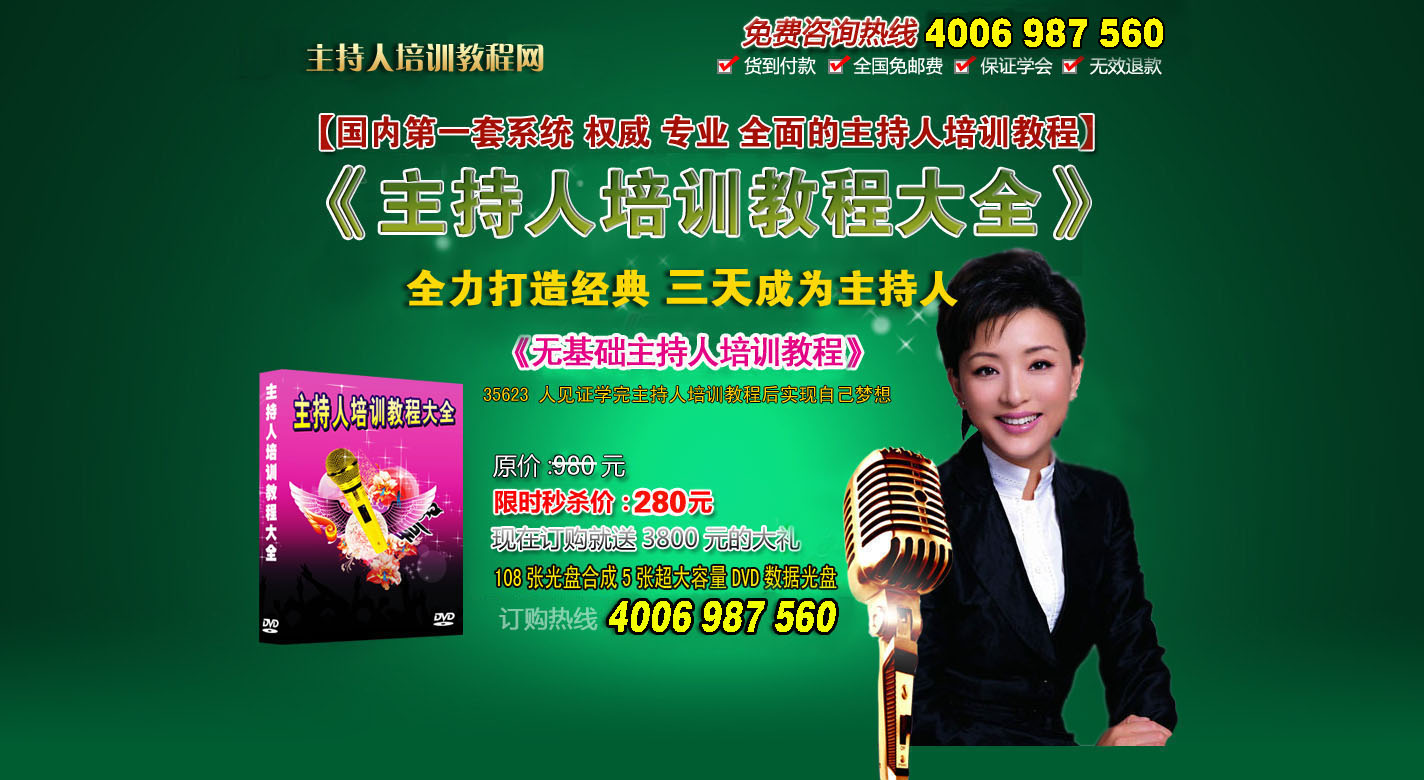 主持人培训教程网
免费咨询热线 4006 987 560
货到付款 全国免邮费 保证学会 无效退款
【国内第一套系统 权威 专业 全面的主持人培训教程】
《主持人培训教程大全》
全力打造经典 三天成为主持人
《无基础主持人培训教程》
35623 人见证学完主持人培训教程后实现自己梦想
主持人培训教程大全
主持人培训教程大全
DVD
DVD
原价:980 元
限时秒杀价:280元
现在订购就送 3800 元的大礼
108 张光盘合成 5 张超大容量 DVD 数据光盘
订购热线 4006 987 560